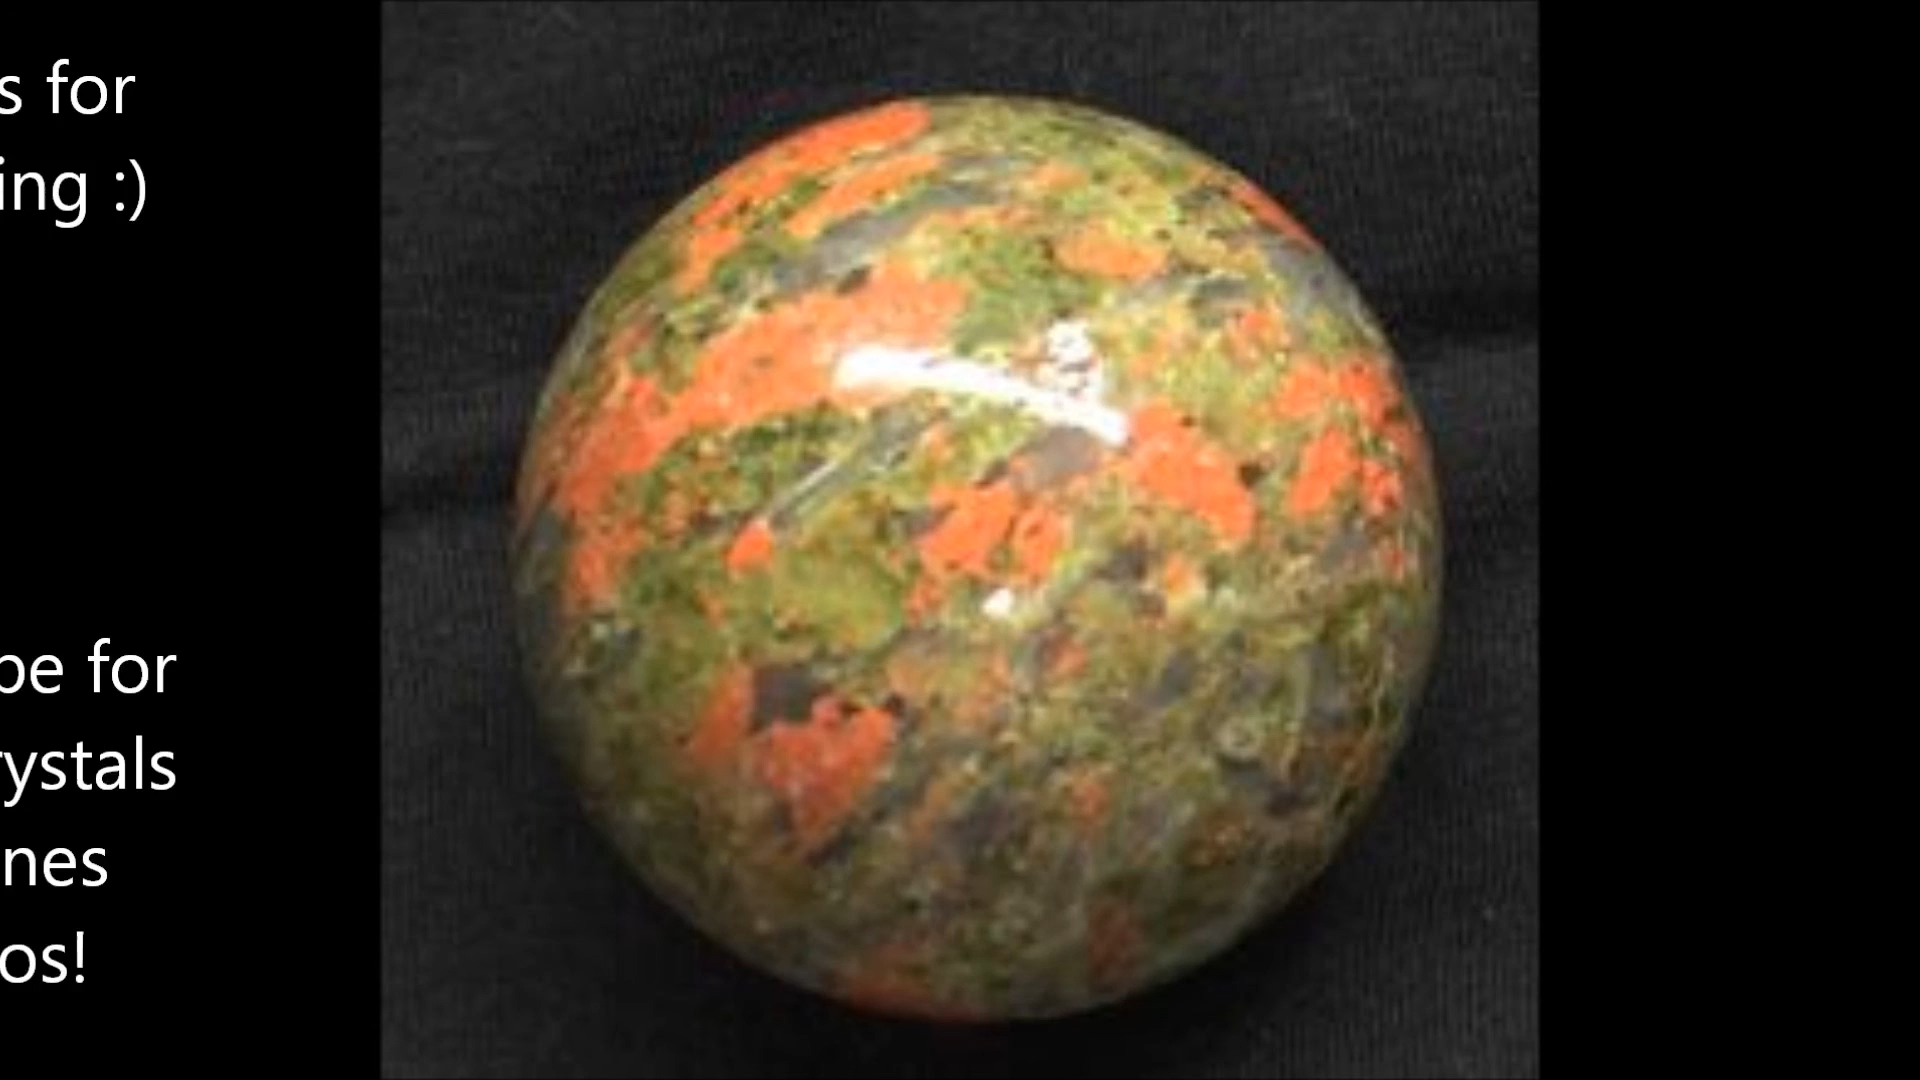 s for
ing :)
be for
rystals
nes
os!